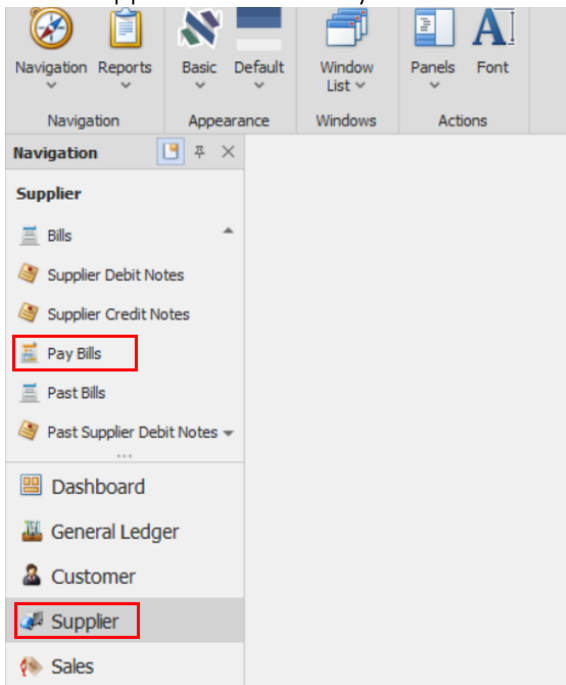 Navigation Reports Basic Default Window List Panels Font
Navigation Appearance Windows Actions
Navigation
Supplier
Bills
Supplier Debit Notes
Supplier Credit Notes
Pay Bills
Past Bills
Past Supplier Debit Notes
Dashboard
General Ledger
Customer
Supplier
Sales